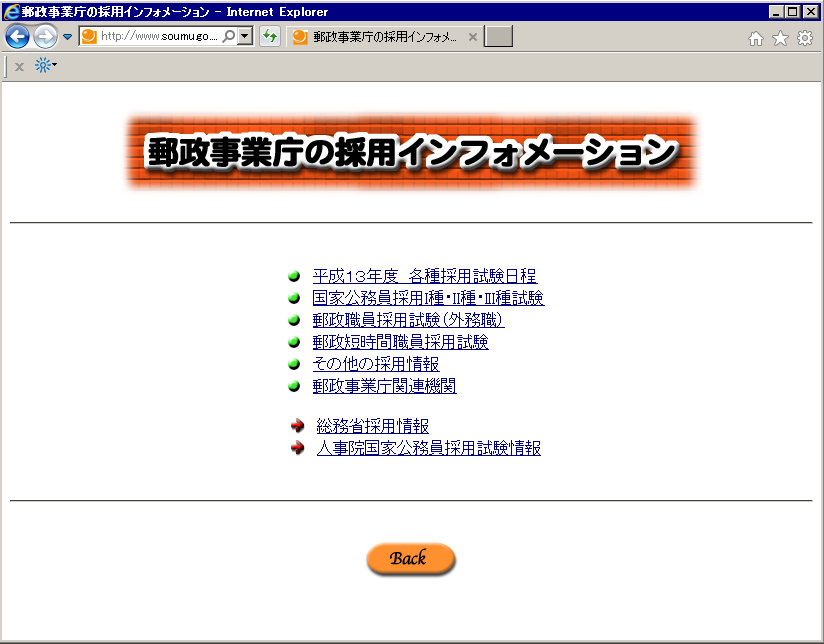 郵政事業庁の採用インフォメーション - Internet Explorer
http://www.soumu.go....
郵政事業庁の採用インフォメ...
郵政事業庁の採用インフォメーション
平成13年度　各種採用試験日程
国家公務員採用I種・II種・III種試験
郵政職員採用試験（外務職）
郵政短時間職員採用試験
その他の採用情報
郵政事業庁関連機関
総務省採用情報
人事院国家公務員採用試験情報
Back